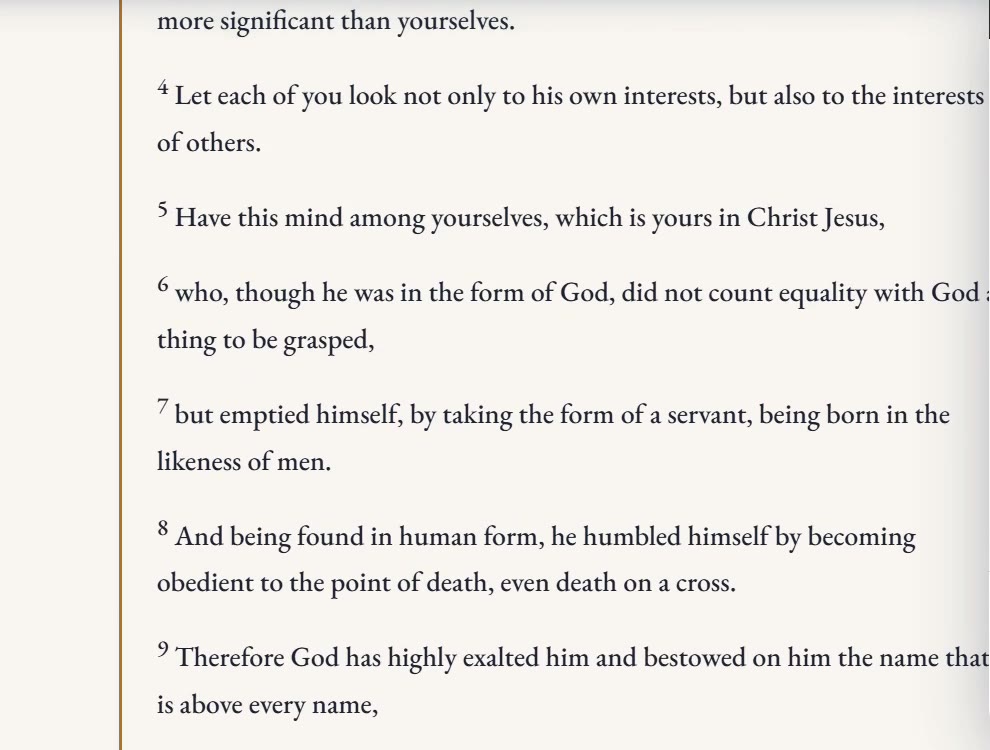 more significant than yourselves.
4 Let each of you look not only to his own interests, but also to the interests
of others.
5 Have this mind among yourselves, which is yours in Christ Jesus,
6 who, though he was in the form of God, did not count equality with God
thing to be grasped,
7 but emptied himself, by taking the form of a servant, being born in the
likeness of men.
8 And being found in human form, he humbled himself by becoming
obedient to the point of death, even death on a cross.
9 Therefore God has highly exalted him and bestowed on him the name that
is above every name,